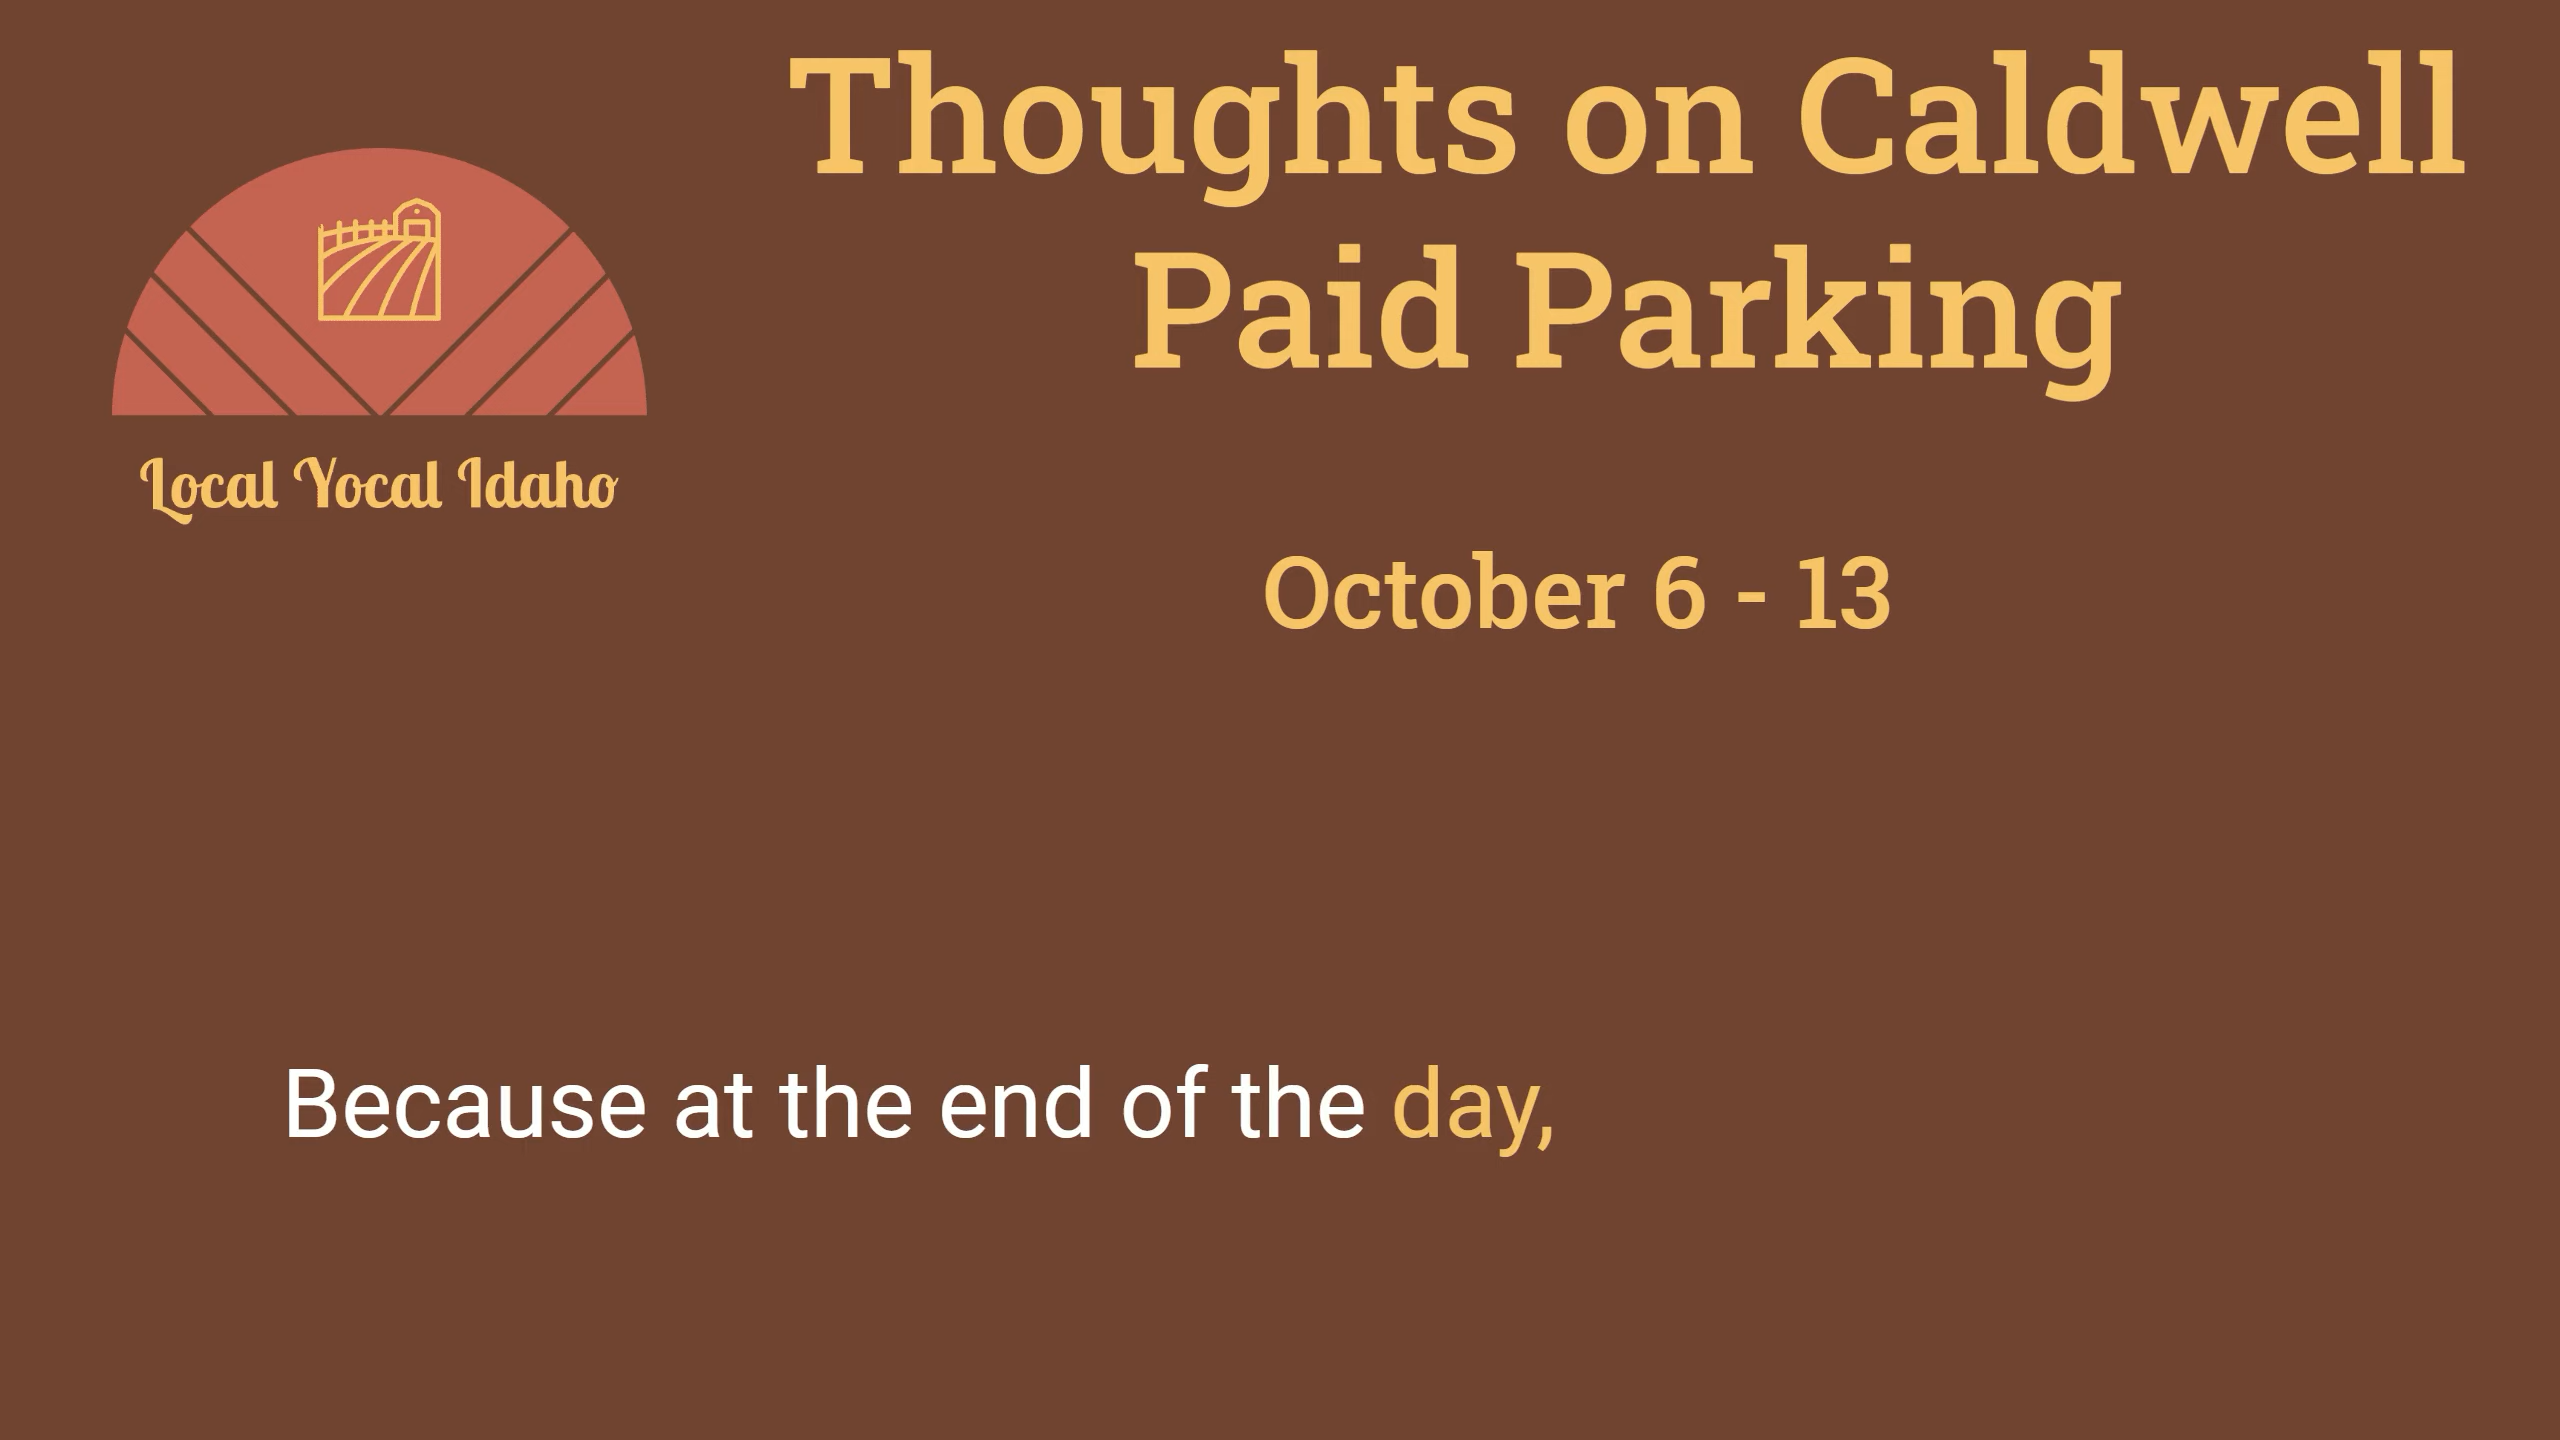 Thoughts on Caldwell
Paid Parking
Local Yocal Idaho
October 6 - 13
Because at the end of the day,